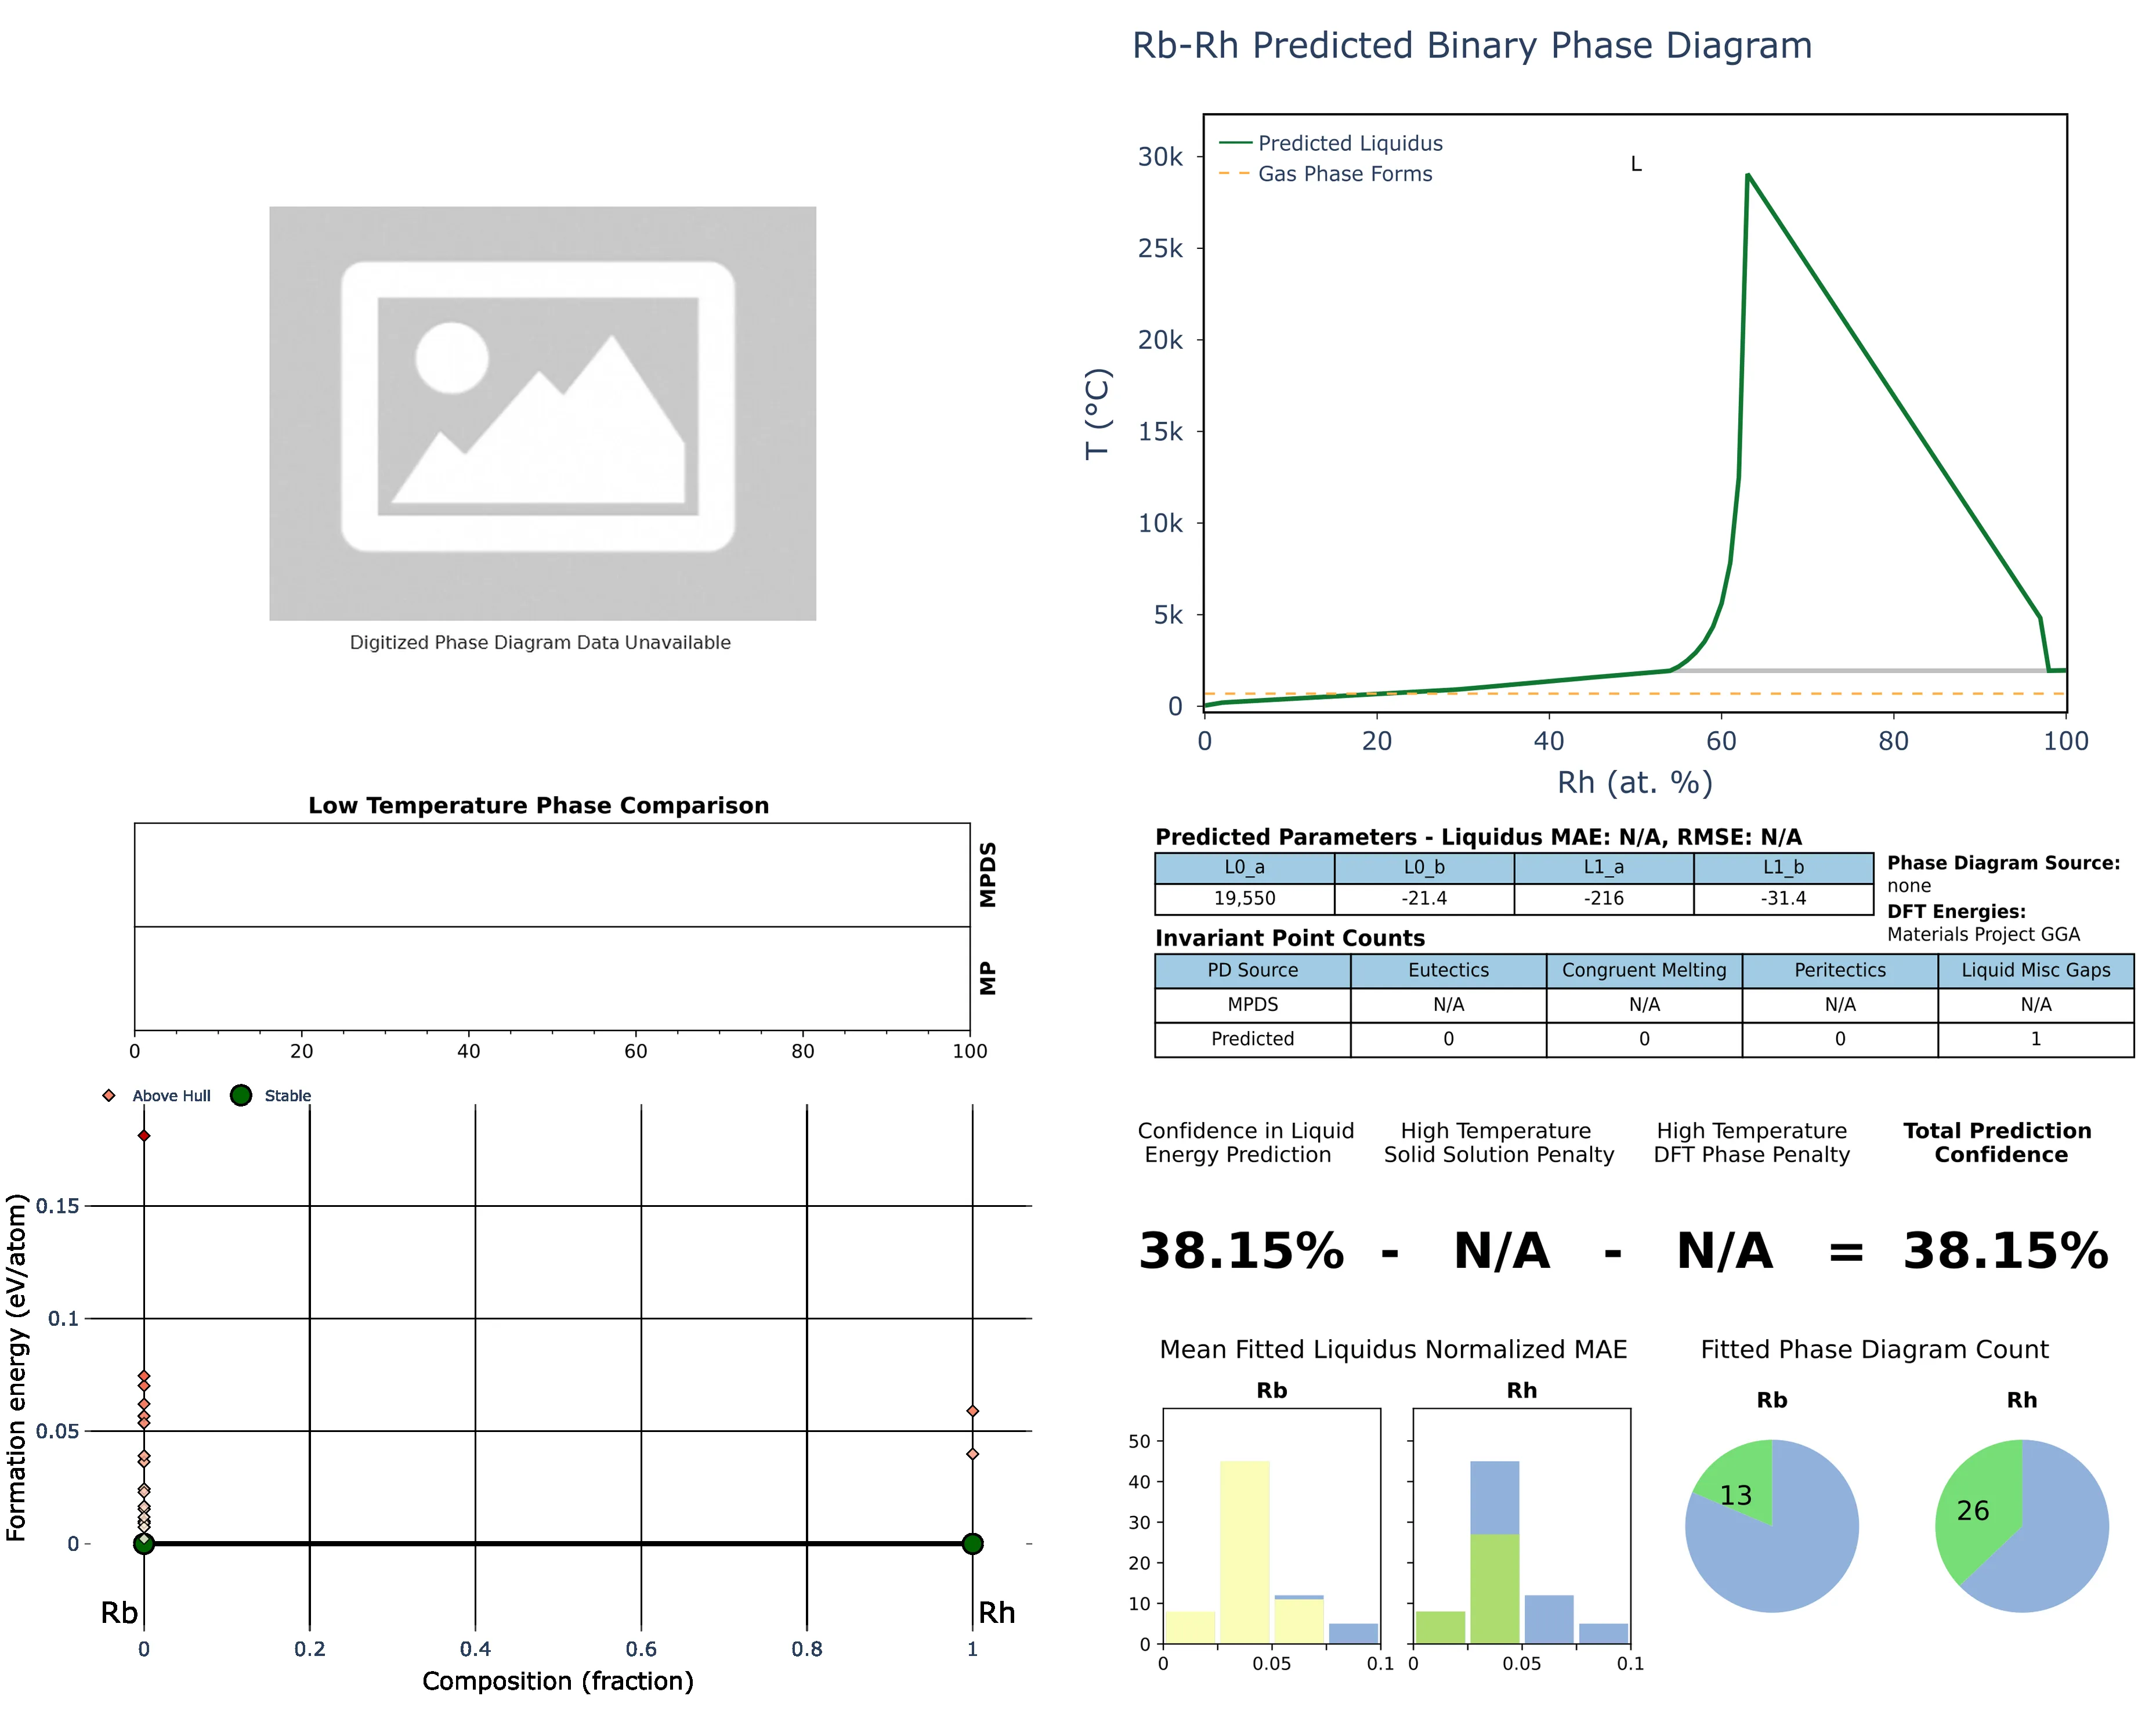 Rb-Rh Predicted Binary Phase Diagram
Predicted Liquidus
Gas Phase Forms
L
30k
25k
20k
15k
10k
5k
0
T (°C)
0 20 40 60 80 100
Rh (at. %)
Digitized Phase Diagram Data Unavailable
Low Temperature Phase Comparison
MPDS
MP
0 20 40 60 80 100
Predicted Parameters - Liquidus MAE: N/A, RMSE: N/A
L0_a L0_b L1_a L1_b
19,550 -21.4 -216 -31.4
Phase Diagram Source:
none
DFT Energies:
Materials Project GGA
Invariant Point Counts
PD Source Eutectics Congruent Melting Peritectics Liquid Misc Gaps
MPDS N/A N/A N/A N/A
Predicted 0 0 0 1
Above Hull Stable
0.15
0.1
0.05
0
Formation energy (eV/atom)
Rb Rh
0 0.2 0.4 0.6 0.8 1
Composition (fraction)
Confidence in Liquid
Energy Prediction
High Temperature
Solid Solution Penalty
High Temperature
DFT Phase Penalty
Total Prediction
Confidence
38.15% - N/A - N/A = 38.15%
Mean Fitted Liquidus Normalized MAE
Rb
Rh
50
40
30
20
10
0
0 0.05 0.1
0 0.05 0.1
Fitted Phase Diagram Count
Rb
13
Rh
26